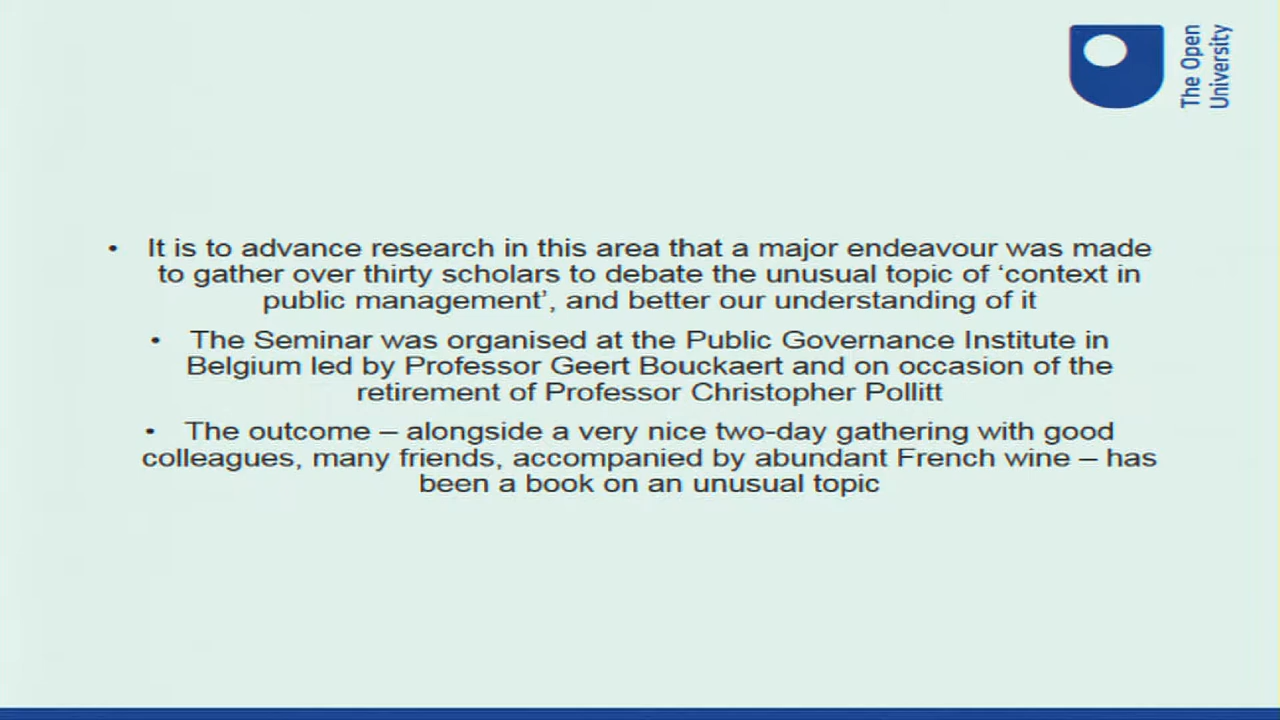 The Open
University
• It is to advance research in this area that a major endeavour was made
to gather over thirty scholars to debate the unusual topic of ‘context in
public management’, and better our understanding of it
• The Seminar was organised at the Public Governance Institute in
Belgium led by Professor Geert Bouckaert and on occasion of the
retirement of Professor Christopher Pollitt
• The outcome – alongside a very nice two-day gathering with good
colleagues, many friends, accompanied by abundant French wine – has
been a book on an unusual topic